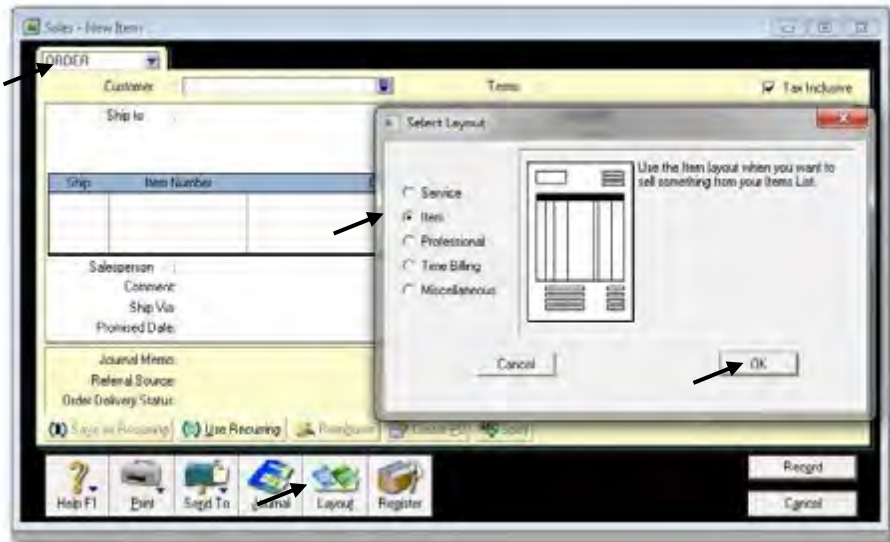 Sales - New Item
ORDER
Customer:
Terms:
Tax Inclusive
Ship to:
Ship
Item Number
Salesperson:
Comment:
Ship Via:
Promised Date:
Journal Memo:
Referral Source:
Order Delivery Status:
Save as Recurring
Use Recurring
Reimburse
Create PO
Spell
Help F1
Print
Send To
Journal
Layout
Register
Record
Cancel
Select Layout
Service
Item
Professional
Time Billing
Miscellaneous
Use the Item layout when you want to
sell something from your Items List.
Cancel
OK